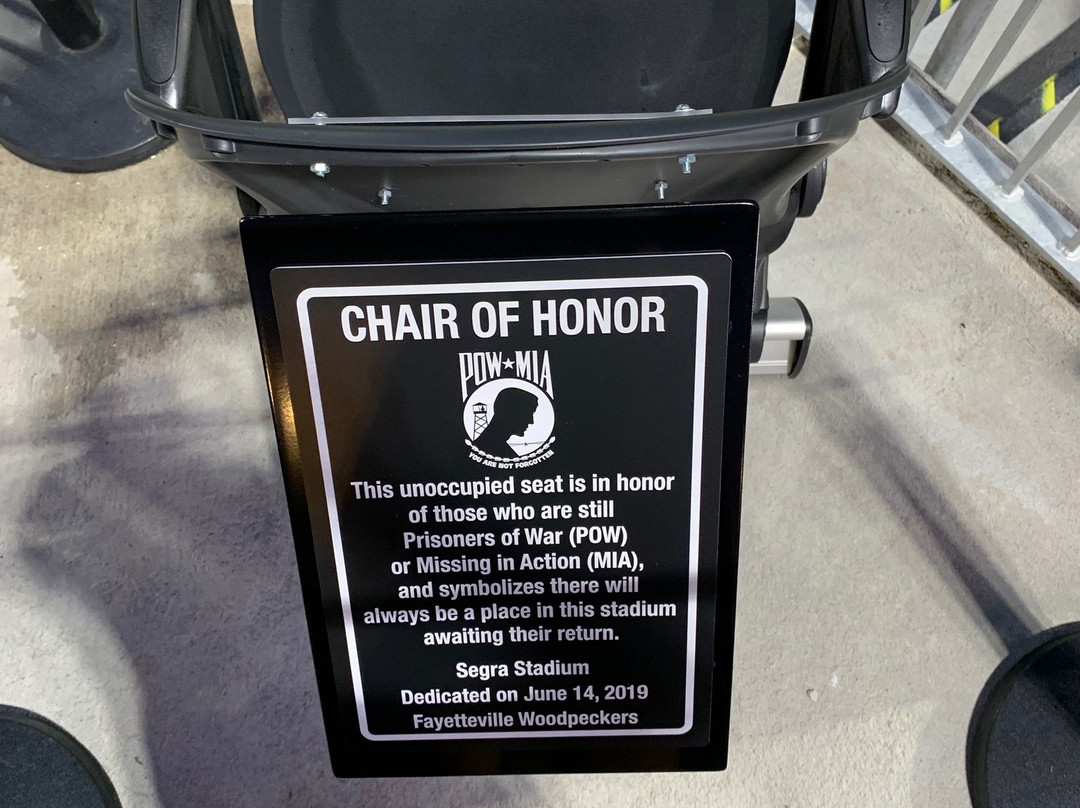 CHAIR OF HONOR
POW★MIA
YOU ARE NOT FORGOTTEN
This unoccupied seat is in honor
of those who are still
Prisoners of War (POW)
or Missing in Action (MIA),
and symbolizes there will
always be a place in this stadium
awaiting their return.
Segra Stadium
Dedicated on June 14, 2019
Fayetteville Woodpeckers